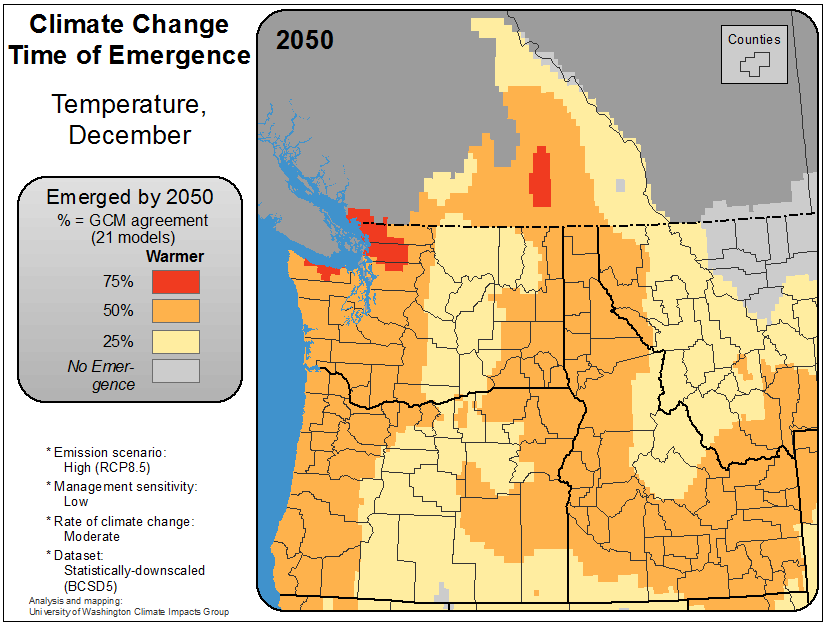 Climate Change
Time of Emergence
Temperature,
December
Emerged by 2050
% = GCM agreement
(21 models)
Warmer
75%
50%
25%
No Emer-
gence
* Emission scenario:
High (RCP8.5)
* Management sensitivity:
Low
* Rate of climate change:
Moderate
* Dataset:
Statistically-downscaled
(BCSD5)
Analysis and mapping:
University of Washington Climate Impacts Group
2050
Counties